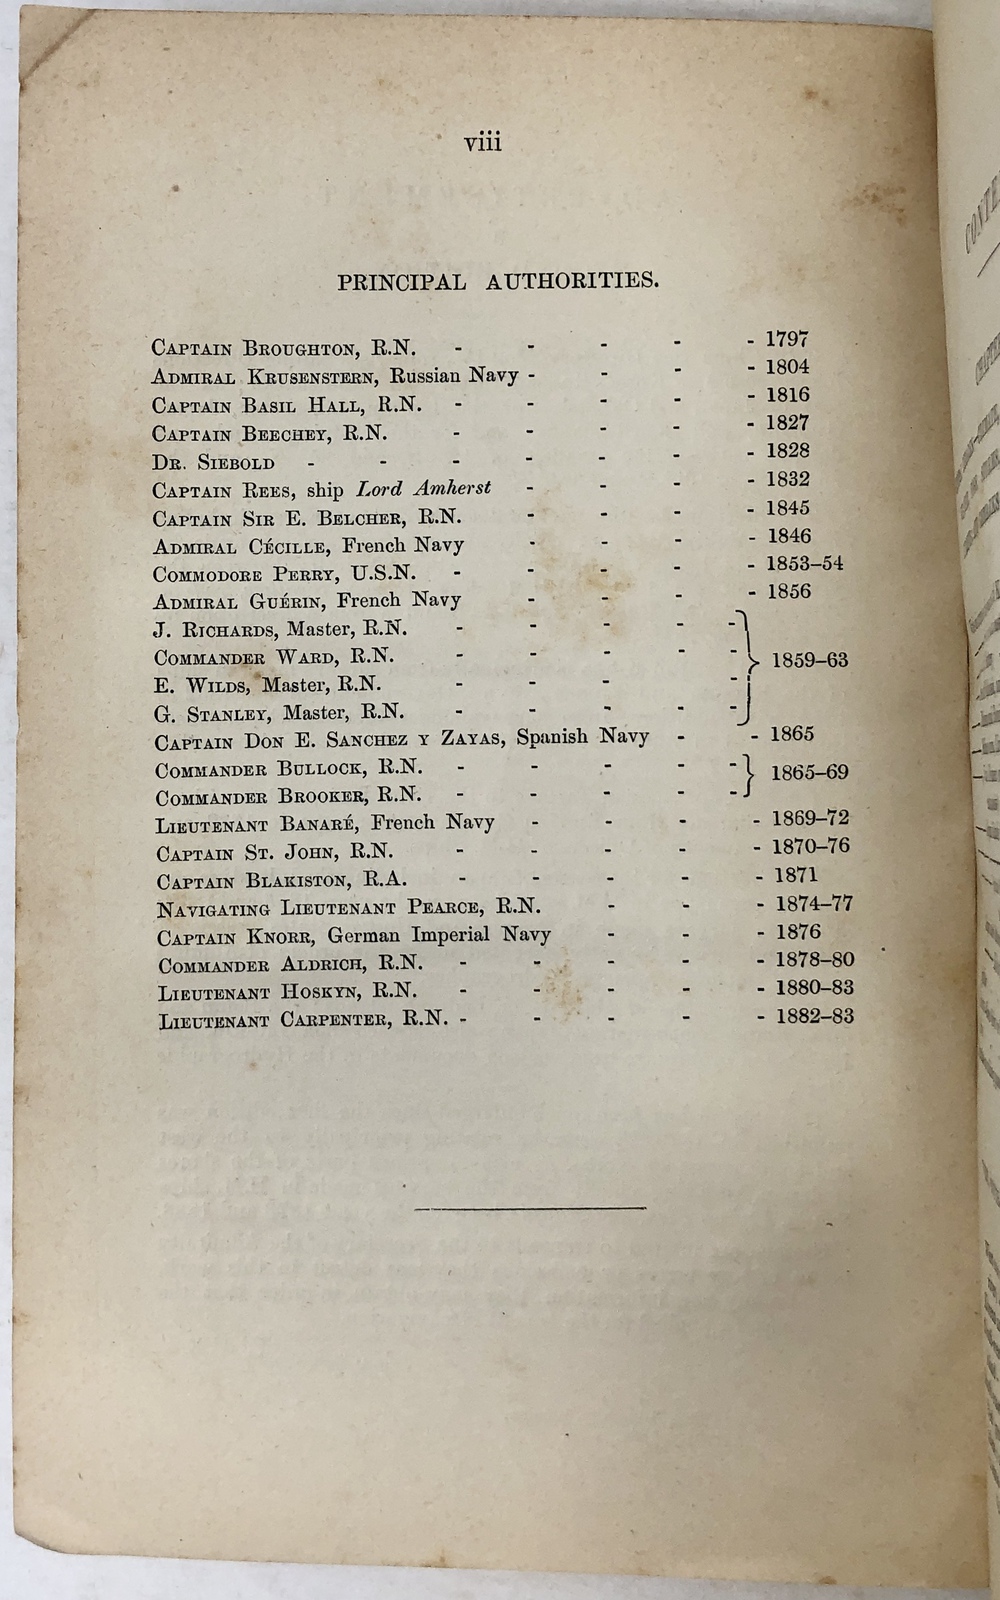 viii
PRINCIPAL AUTHORITIES.
CAPTAIN BROUGHTON, R.N. - - - - - 1797
ADMIRAL KRUSENSTERN, Russian Navy - - - - 1804
CAPTAIN BASIL HALL, R.N. - - - - - 1816
CAPTAIN BEECHEY, R.N. - - - - - 1827
DR. SIEBOLD - - - - - - - 1828
CAPTAIN REES, ship Lord Amherst - - - - 1832
CAPTAIN SIR E. BELCHER, R.N. - - - - 1845
ADMIRAL CÉCILLE, French Navy - - - - 1846
COMMODORE PERRY, U.S.N. - - - - - 1853–54
ADMIRAL GUÉRIN, French Navy - - - - 1856
J. RICHARDS, Master, R.N. - - - - -
COMMANDER WARD, R.N. - - - - - 1859–63
E. WILDS, Master, R.N. - - - -
G. STANLEY, Master, R.N. - - - - -
CAPTAIN DON E. SANCHEZ Y ZAYAS, Spanish Navy - - 1865
COMMANDER BULLOCK, R.N. - - - - - } 1865–69
COMMANDER BROOKER, R.N. - - - - -
LIEUTENANT BANARÉ, French Navy - - - - 1869–72
CAPTAIN ST. JOHN, R.N. - - - - - 1870–76
CAPTAIN BLAKISTON, R.A. - - - - - 1871
NAVIGATING LIEUTENANT PEARCE, R.N. - - - 1874–77
CAPTAIN KNORR, German Imperial Navy - - - 1876
COMMANDER ALDRICH, R.N. - - - - - 1878–80
LIEUTENANT HOSKYN, R.N. - - - - - 1880–83
LIEUTENANT CARPENTER, R.N. - - - - - 1882–83